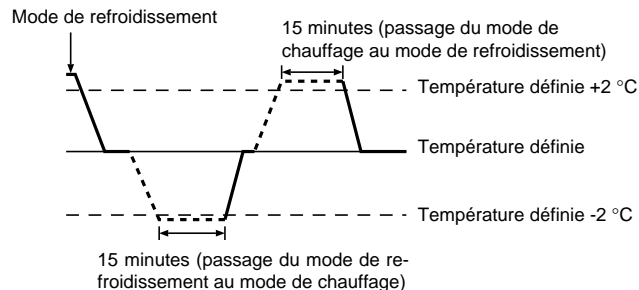 Mode de refroidissement
15 minutes (passage du mode de
chauffage au mode de refroidissement)
Température définie +2 °C
Température définie
Température définie -2 °C
15 minutes (passage du mode de re-
froidissement au mode de chauffage)